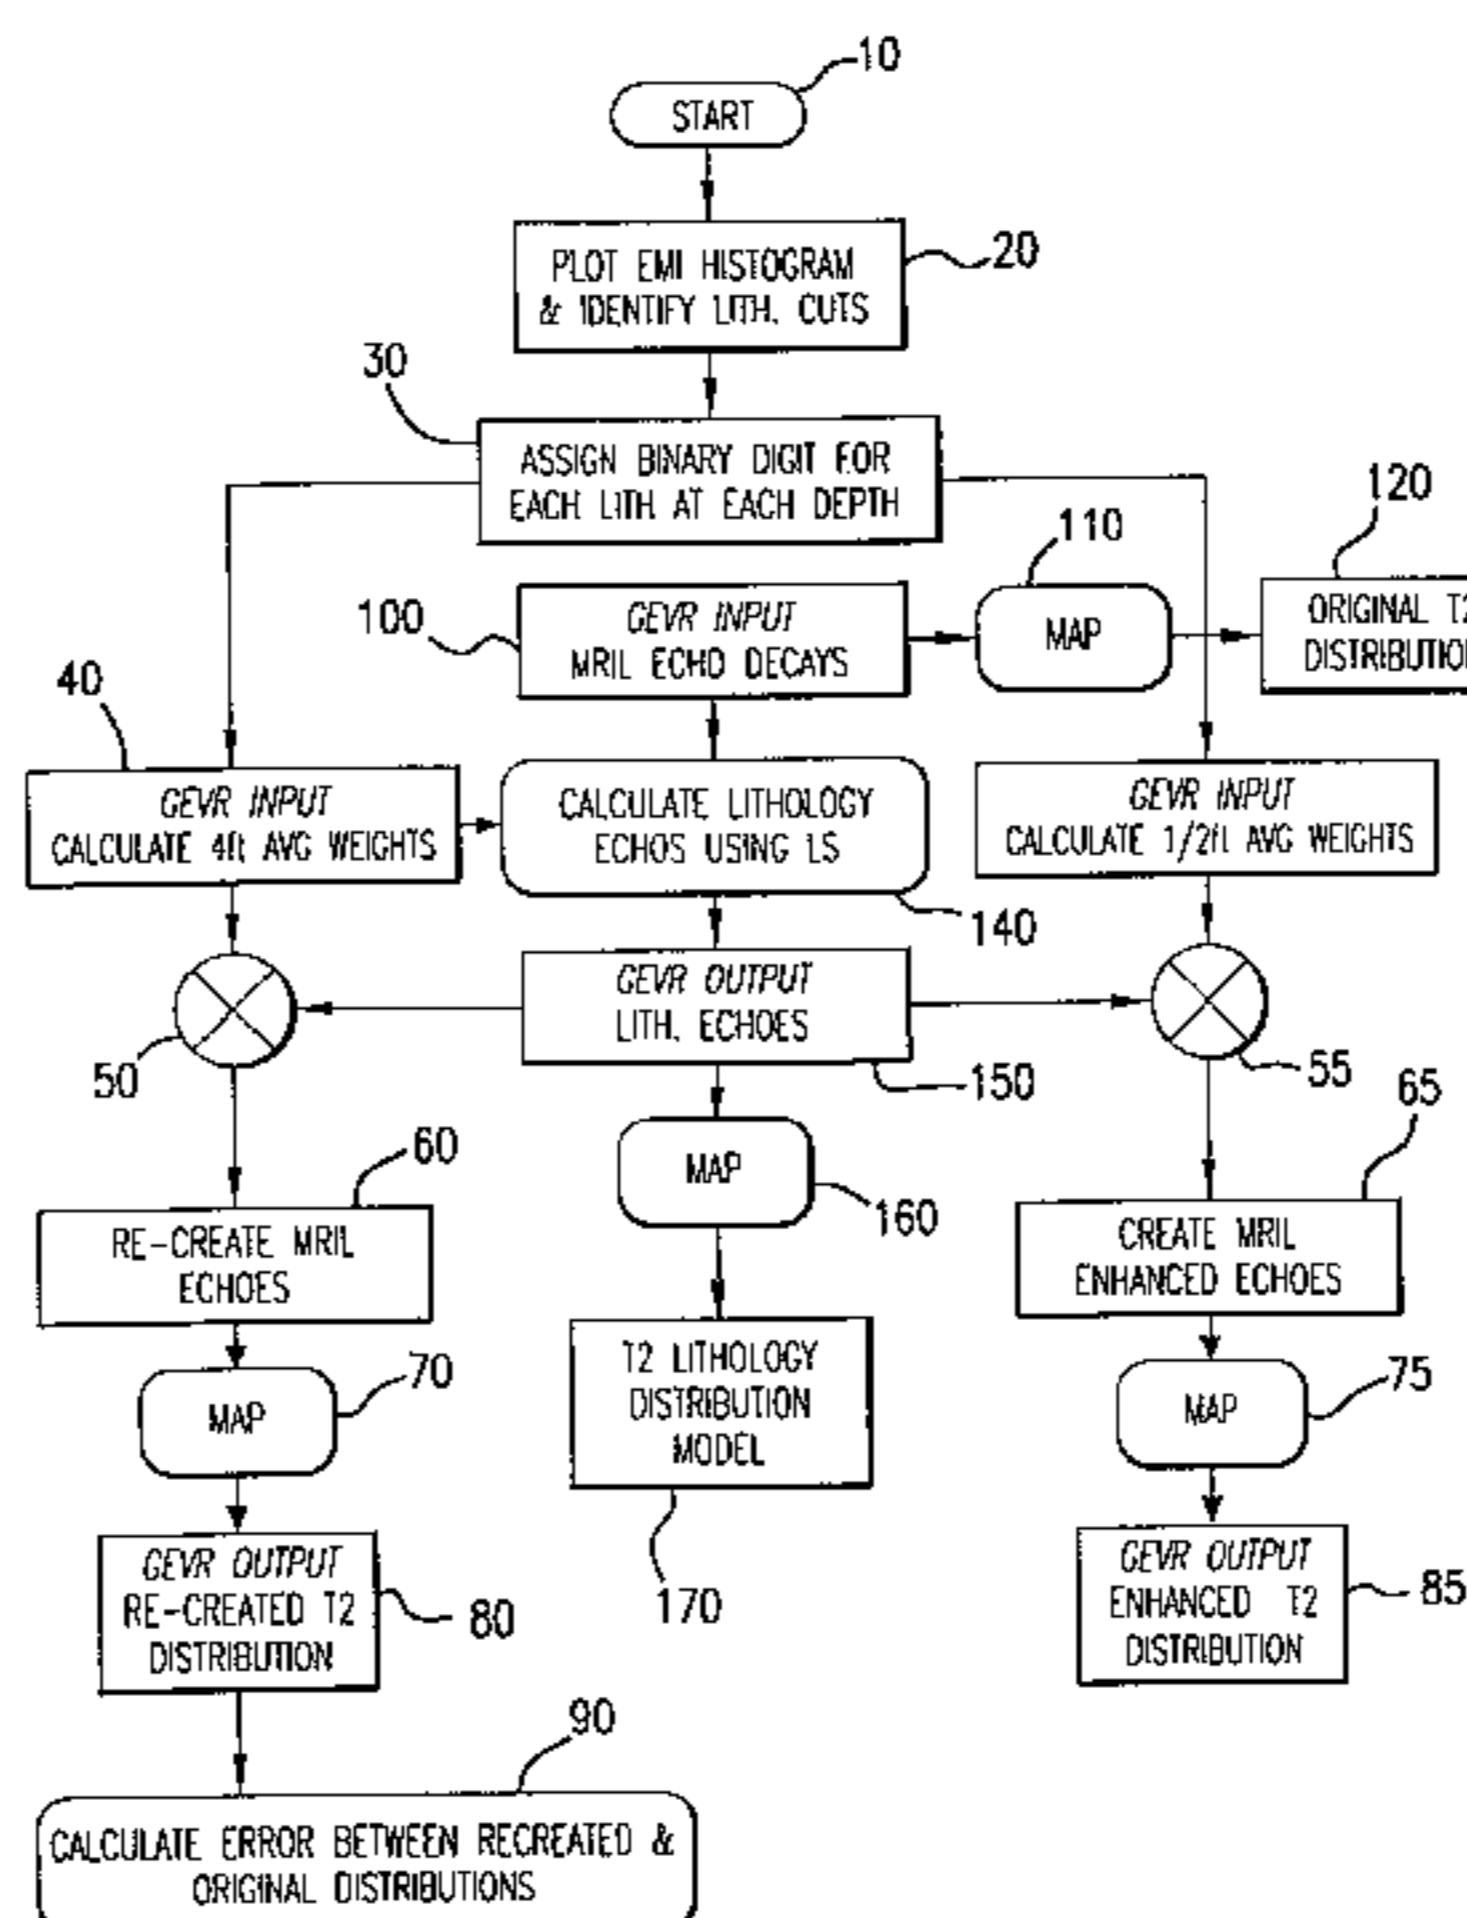 10
START
PLOT EMI HISTOGRAM
& IDENTIFY LITH. CUTS
20
30
ASSIGN BINARY DIGIT FOR
EACH LITH. AT EACH DEPTH
100
GEVR INPUT
MRIL ECHO DECAYS
110
MAP
120
ORIGINAL T2
DISTRIBUTION
40
GEVR INPUT
CALCULATE 4ft AVG WEIGHTS
CALCULATE LITHOLOGY
ECHOS USING LS
140
GEVR INPUT
CALCULATE 1/2ft AVG WEIGHTS
50
GEVR OUTPUT
LITH. ECHOES
150
55
60
RE-CREATE MRIL
ECHOES
MAP
160
65
CREATE MRIL
ENHANCED ECHOES
70
MAP
T2 LITHOLOGY
DISTRIBUTION
MODEL
170
75
MAP
GEVR OUTPUT
RE-CREATED T2
DISTRIBUTION
80
GEVR OUTPUT
ENHANCED T2
DISTRIBUTION
85
90
CALCULATE ERROR BETWEEN RECREATED &
ORIGINAL DISTRIBUTIONS